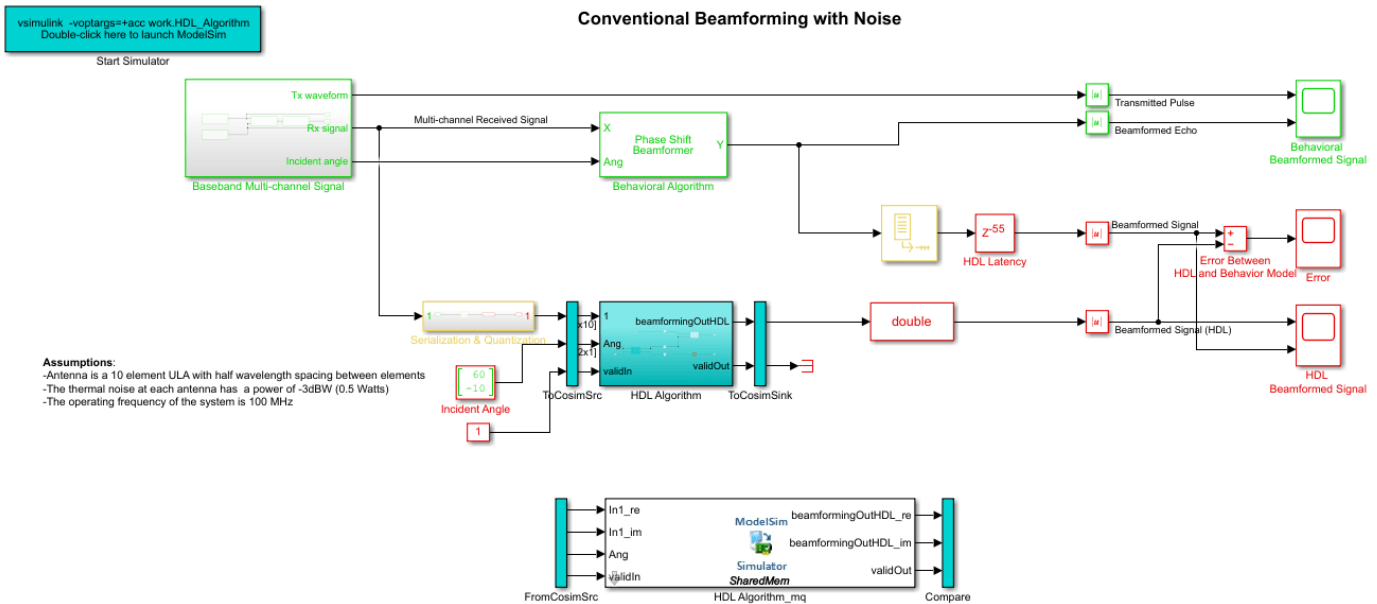 Conventional Beamforming with Noise
vsimulink -voptargs=+acc work.HDL_Algorithm
Double-click here to launch ModelSim
Start Simulator
Tx waveform
Rx signal
Incident angle
Baseband Multi-channel Signal
Multi-channel Received Signal
X
Ang
Phase Shift
Beamformer
Y
Behavioral Algorithm
|u|
Transmitted Pulse
|u|
Beamformed Echo
Behavioral
Beamformed Signal
Z-55
HDL Latency
|u|
Beamformed Signal
+
−
Error Between
HDL and Behavior Model
Error
1
1
Serialization & Quantization
x10]
2x1]
ToCosimSrc
1
Ang
validIn
beamformingOutHDL
validOut
HDL Algorithm
ToCosimSink
double
|u|
Beamformed Signal (HDL)
HDL
Beamformed Signal
Assumptions:
-Antenna is a 10 element ULA with half wavelength spacing between elements
-The thermal noise at each antenna has a power of -3dBW (0.5 Watts)
-The operating frequency of the system is 100 MHz
60
-10
Incident Angle
1
FromCosimSrc
In1_re
In1_im
Ang
validIn
ModelSim
Simulator
SharedMem
beamformingOutHDL_re
beamformingOutHDL_im
validOut
HDL Algorithm_mq
Compare